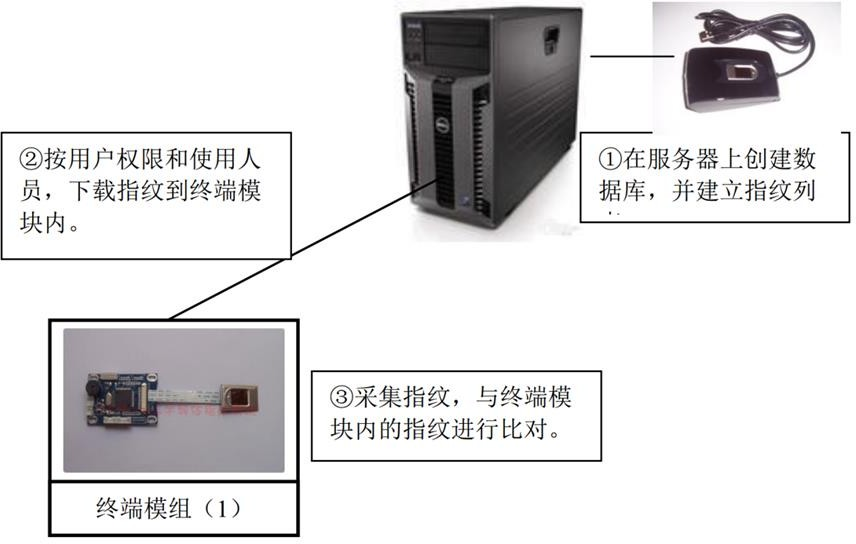 ①在服务器上创建数
据库，并建立指纹列
②按用户权限和使用人
员，下载指纹到终端模
块内。
③采集指纹，与终端模
块内的指纹进行比对。
终端模组（1）